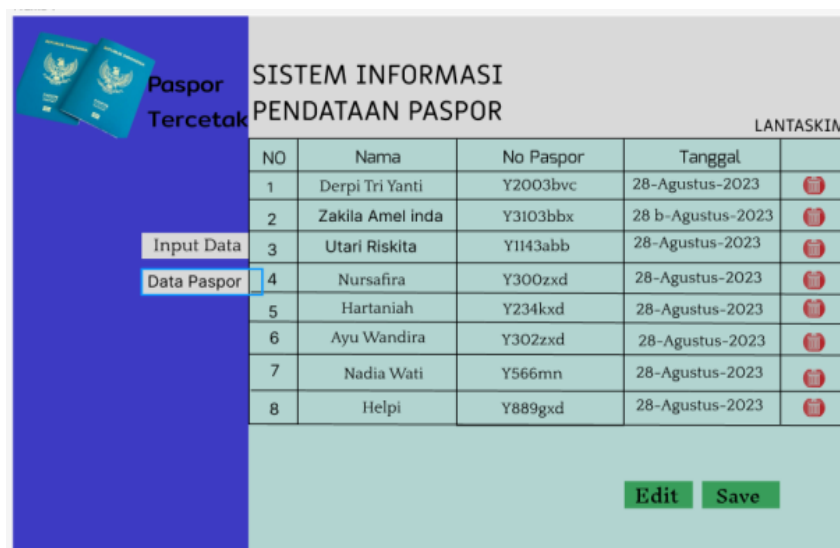 Paspor
Tercetak
SISTEM INFORMASI
PENDATAAN PASPOR
LANTASKIM
NO Nama No Paspor Tanggal
1 Derpi Tri Yanti Y2003bvc 28-Agustus-2023
2 Zakila Amel inda Y3103bbx 28 b-Agustus-2023
Input Data
3 Utari Riskita Y1143abb 28-Agustus-2023
Data Paspor
4 Nursafira Y300zxd 28-Agustus-2023
5 Hartaniah Y234kxd 28-Agustus-2023
6 Ayu Wandira Y302zxd 28-Agustus-2023
7 Nadia Wati Y566mn 28-Agustus-2023
8 Helpi Y889gxd 28-Agustus-2023
Edit Save